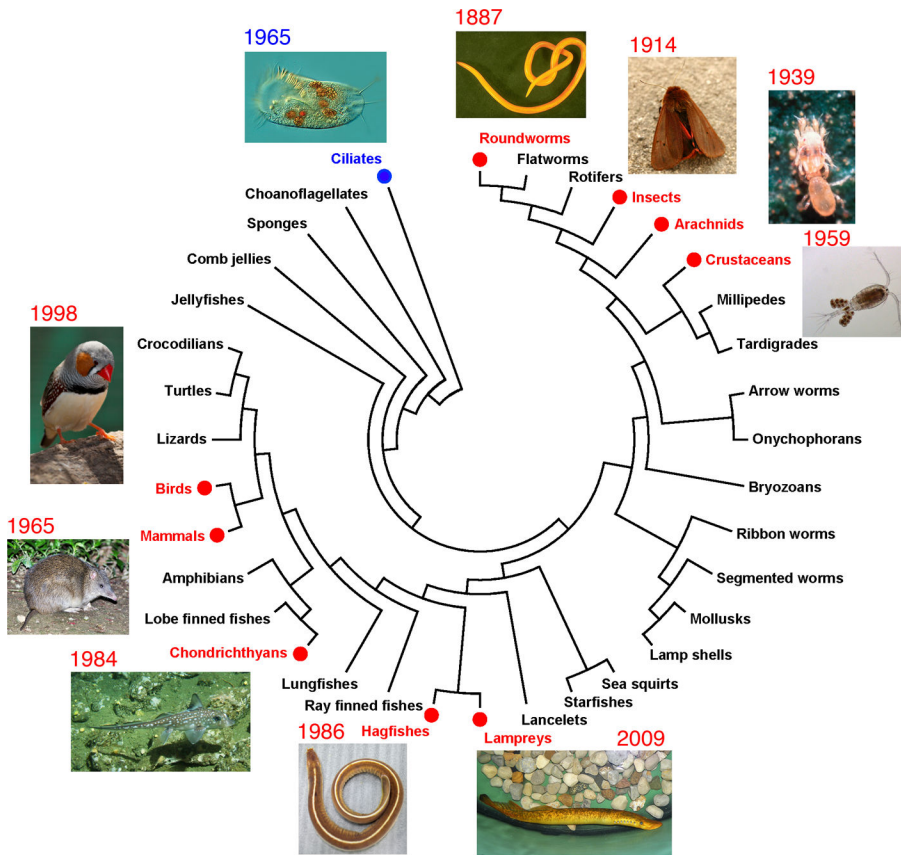 1887
1965
1914
1939
Roundworms
Ciliates
Flatworms
Rotifers
Choanoflagellates
Insects
Sponges
Arachnids
1959
Comb jellies
Crustaceans
Jellyfishes
Millipedes
1998
Crocodilians
Tardigrades
Turtles
Arrow worms
Lizards
Onychophorans
Birds
Bryozoans
1965
Mammals
Ribbon worms
Amphibians
Segmented worms
Lobe finned fishes
Mollusks
Chondrichthyans
Lamp shells
1984
Lungfishes
Sea squirts
Ray finned fishes
Starfishes
Hagfishes
Lancelets
Lampreys
1986
2009